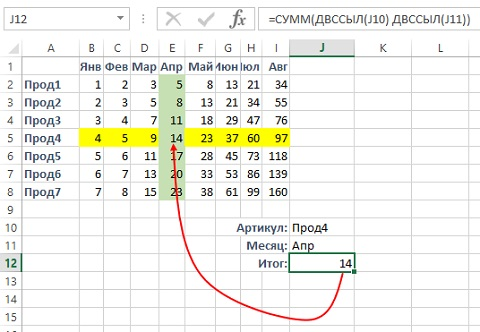 J12 fx =СУММ(ДВССЫЛ(J10) ДВССЫЛ(J11))
A B C D E F G H I J K L
1 Янв Фев Мар Апр Май Июн Июл Авг
2 Прод1 1 2 3 5 8 13 21 34
3 Прод2 2 3 5 8 13 21 34 55
4 Прод3 3 4 7 11 18 29 47 76
5 Прод4 4 5 9 14 23 37 60 97
6 Прод5 5 6 11 17 28 45 73 118
7 Прод6 6 7 13 20 33 53 86 139
8 Прод7 7 8 15 23 38 61 99 160
9
10 Артикул: Прод4
11 Месяц: Апр
12 Итог: 14
13
14
15